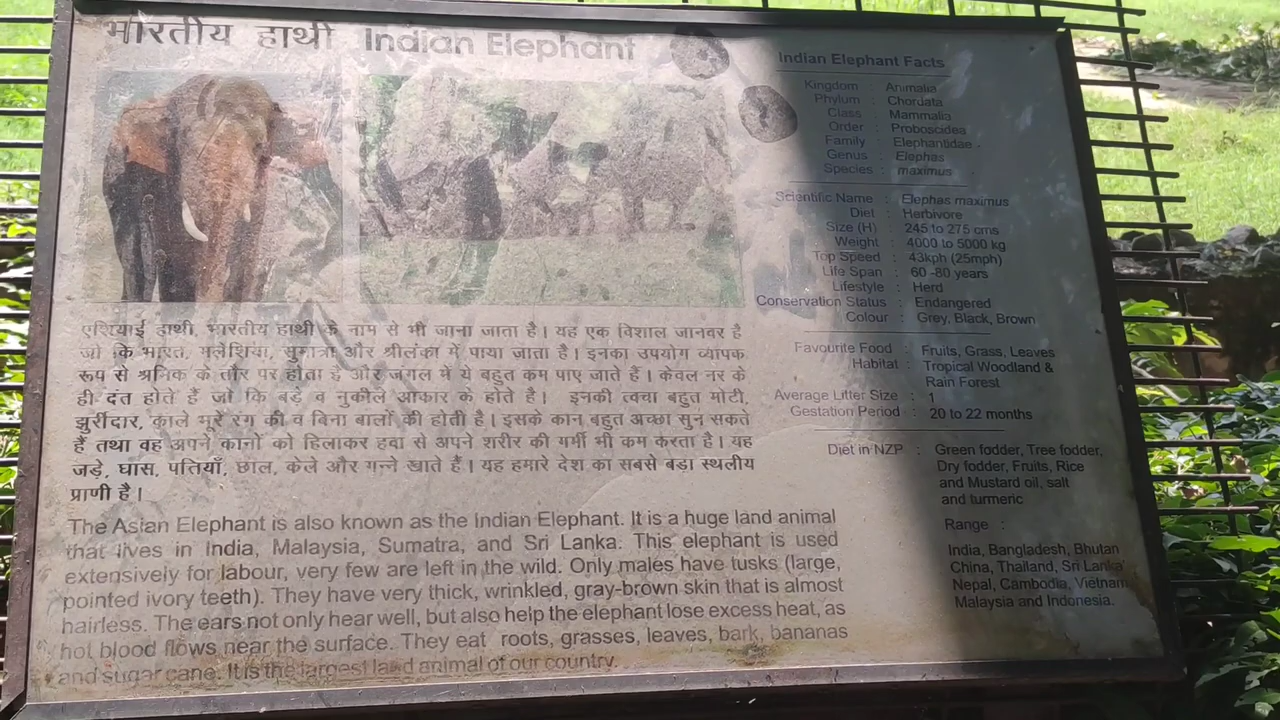 भारतीय हाथी Indian Elephant
एशियाई हाथी, भारतीय हाथी के नाम से भी जाना जाता है। यह एक विशाल जानवर है
जो कि भारत, मलेशिया, सुमात्रा और श्रीलंका में पाया जाता है। इनका उपयोग व्यापक
रूप से श्रमिक के तौर पर होता है और जंगल में ये बहुत कम पाए जाते हैं। केवल नर के
ही दंत होते हैं जो कि बड़े व नुकीले आकार के होते है। इनकी त्वचा बहुत मोटी,
झुर्रीदार, काले भूरे रंग की व बिना बालों की होती है। इसके कान बहुत अच्छा सुन सकते
हैं तथा वह अपने कानों को हिलाकर हवा से अपने शरीर की गर्मी भी कम करता है। यह
जड़े, घास, पत्तियाँ, छाल, केले और गन्ने खाते हैं। यह हमारे देश का सबसे बड़ा स्थलीय
प्राणी है।
The Asian Elephant is also known as the Indian Elephant. It is a huge land animal
that lives in India, Malaysia, Sumatra, and Sri Lanka. This elephant is used
extensively for labour, very few are left in the wild. Only males have tusks (large,
pointed ivory teeth). They have very thick, wrinkled, gray-brown skin that is almost
hairless. The ears not only hear well, but also help the elephant lose excess heat, as
hot blood flows near the surface. They eat roots, grasses, leaves, bark, bananas
and sugar cane. It is the largest land animal of our country.
Indian Elephant Facts
Kingdom : Animalia
Phylum : Chordata
Class : Mammalia
Order : Proboscidea
Family : Elephantidae
Genus : Elephas
Species : maximus
Scientific Name : Elephas maximus
Diet : Herbivore
Size (H) : 245 to 275 cms
Weight : 4000 to 5000 kg
Top Speed : 43kph (25mph)
Life Span : 60 -80 years
Lifestyle : Herd
Conservation Status : Endangered
Colour : Grey, Black, Brown
Favourite Food : Fruits, Grass, Leaves
Habitat : Tropical Woodland &
Rain Forest
Average Litter Size : 1
Gestation Period : 20 to 22 months
Diet in NZP : Green fodder, Tree fodder,
Dry fodder, Fruits, Rice
and Mustard oil, salt
and turmeric
Range :
India, Bangladesh, Bhutan
China, Thailand, Sri Lanka
Nepal, Cambodia, Vietnam
Malaysia and Indonesia.